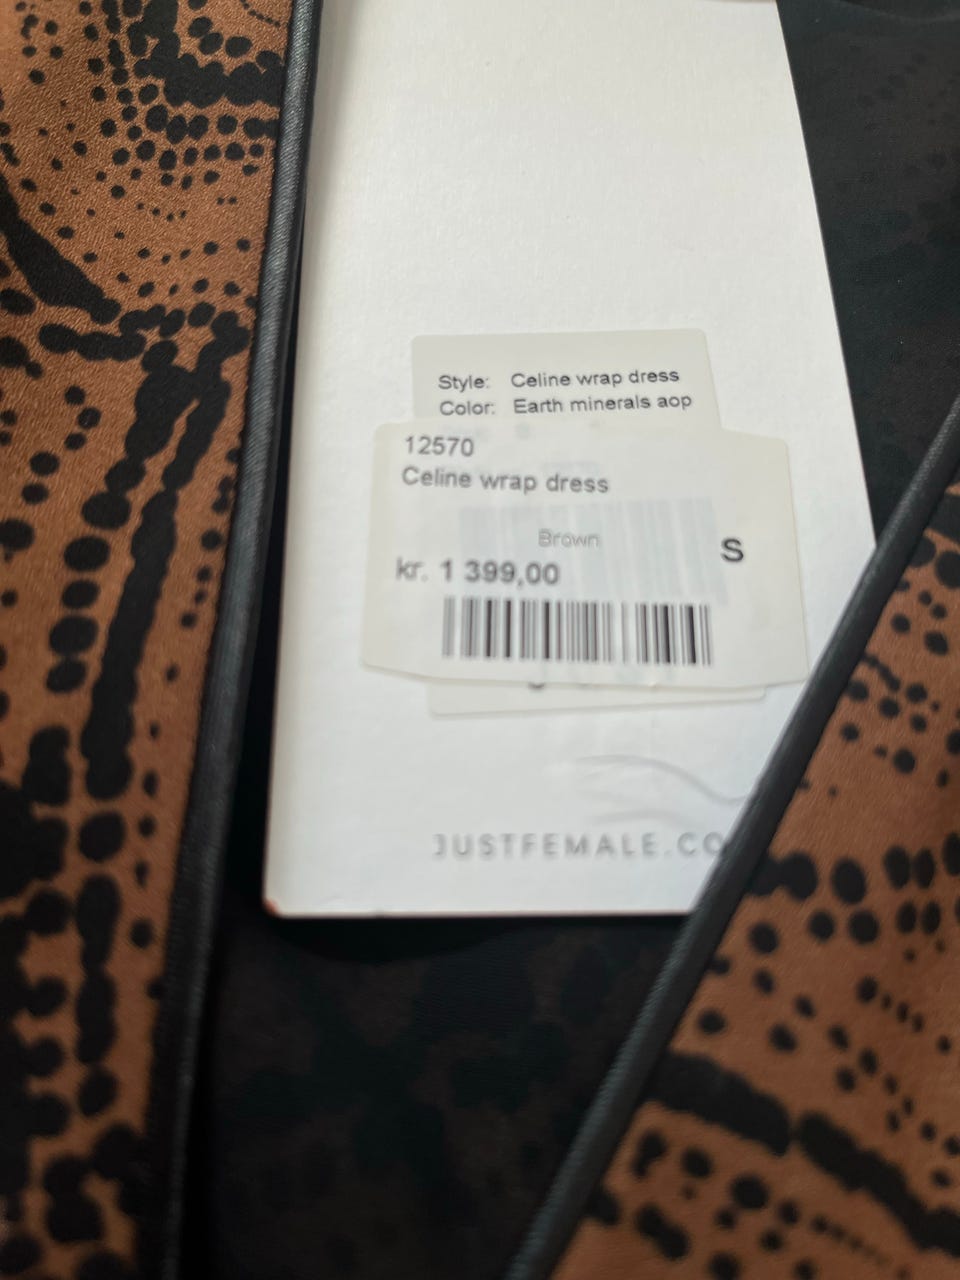 Style: Celine wrap dress
Color: Earth minerals aop
12570
Celine wrap dress
Brown
S
kr. 1 399,00
JUSTFEMALE.CO